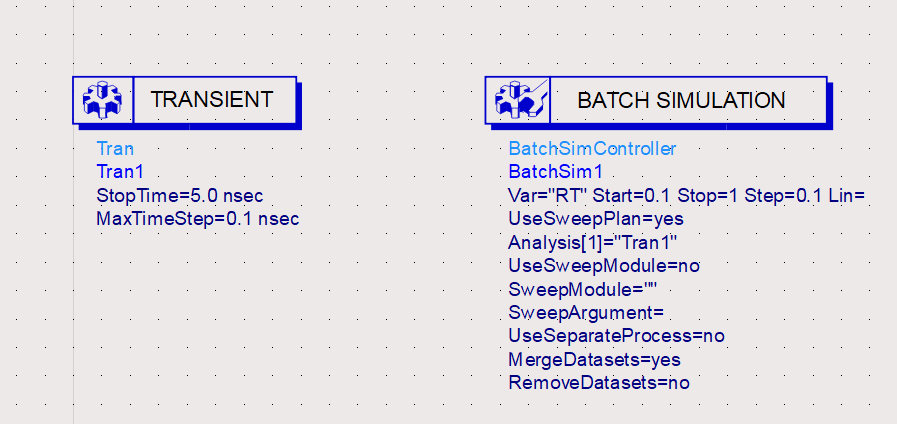 TRANSIENT
Tran
Tran1
StopTime=5.0 nsec
MaxTimeStep=0.1 nsec
BATCH SIMULATION
BatchSimController
BatchSim1
Var="RT" Start=0.1 Stop=1 Step=0.1 Lin=
UseSweepPlan=yes
Analysis[1]="Tran1"
UseSweepModule=no
SweepModule=""
SweepArgument=
UseSeparateProcess=no
MergeDatasets=yes
RemoveDatasets=no